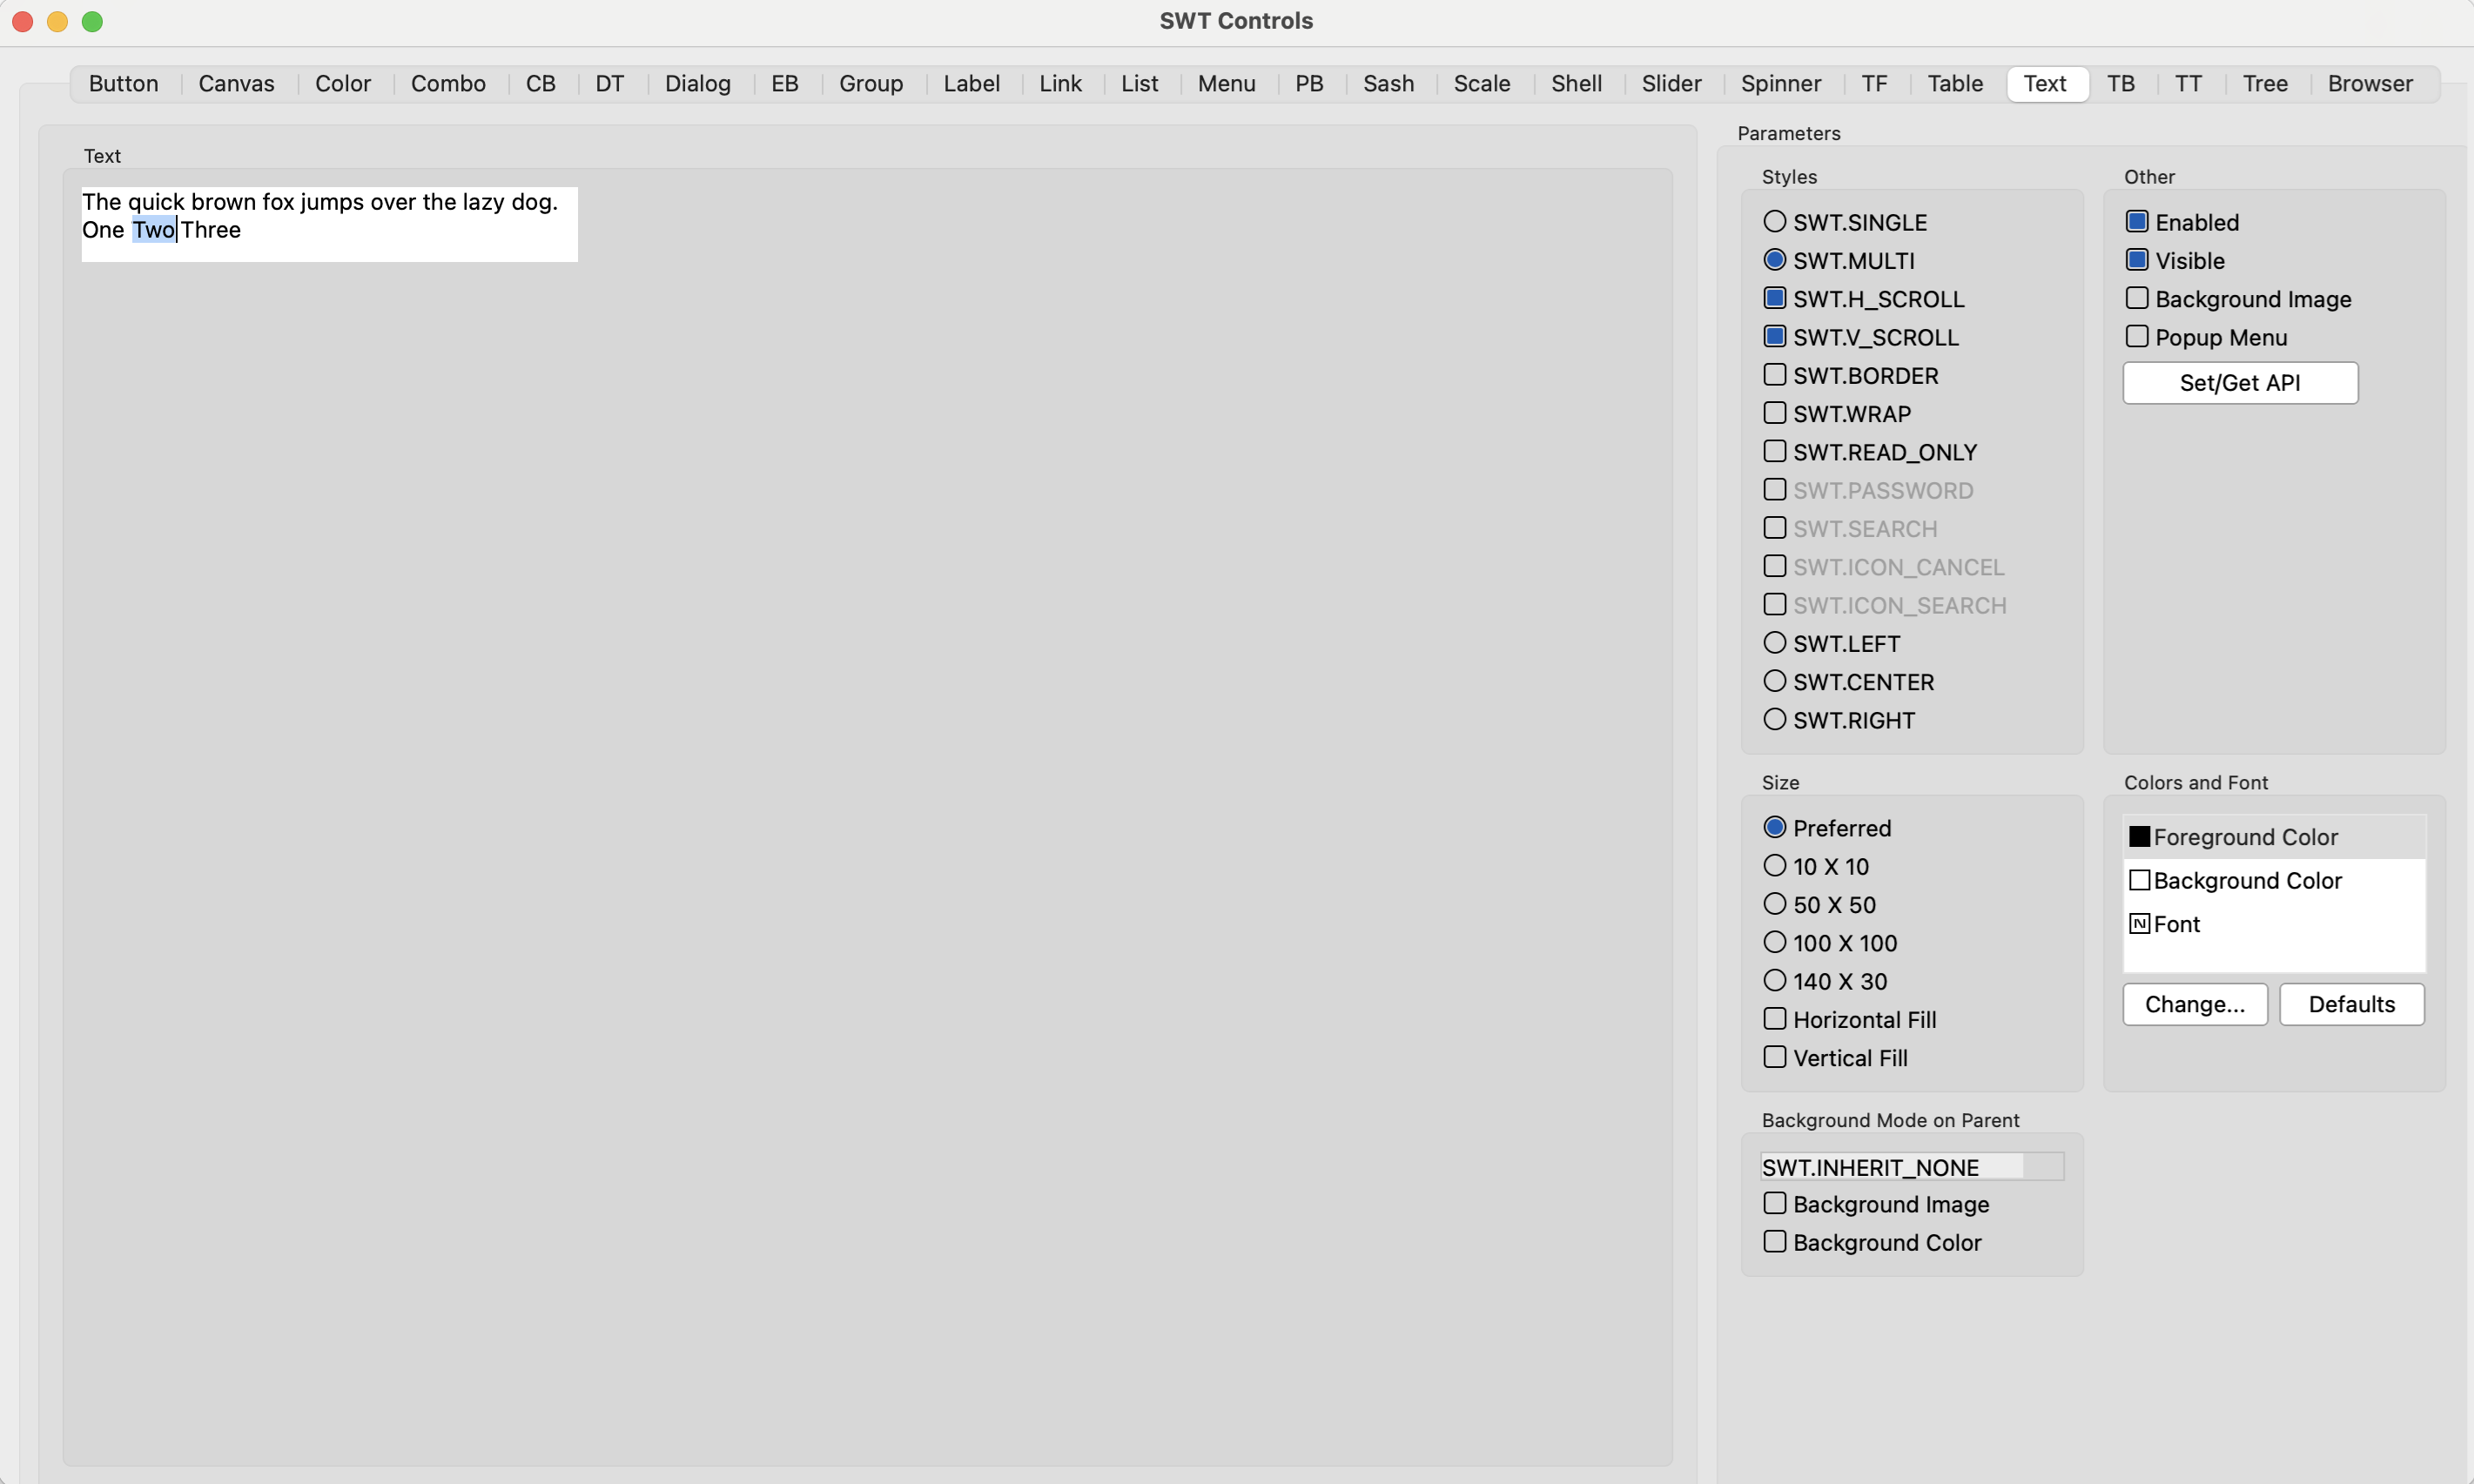 SWT Controls
Button Canvas Color Combo CB DT Dialog EB Group Label Link List Menu PB Sash Scale Shell Slider Spinner TF Table Text TB TT Tree Browser
Text
The quick brown fox jumps over the lazy dog.
One Two Three
Parameters
Styles
SWT.SINGLE
SWT.MULTI
SWT.H_SCROLL
SWT.V_SCROLL
SWT.BORDER
SWT.WRAP
SWT.READ_ONLY
SWT.PASSWORD
SWT.SEARCH
SWT.ICON_CANCEL
SWT.ICON_SEARCH
SWT.LEFT
SWT.CENTER
SWT.RIGHT
Other
Enabled
Visible
Background Image
Popup Menu
Set/Get API
Size
Preferred
10 X 10
50 X 50
100 X 100
140 X 30
Horizontal Fill
Vertical Fill
Colors and Font
Foreground Color
Background Color
N Font
Change... Defaults
Background Mode on Parent
SWT.INHERIT_NONE
Background Image
Background Color